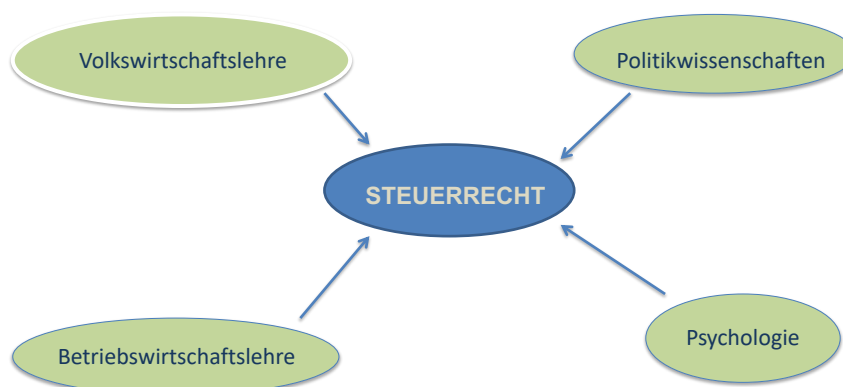 Volkswirtschaftslehre
Politikwissenschaften
STEUERRECHT
Betriebswirtschaftslehre
Psychologie